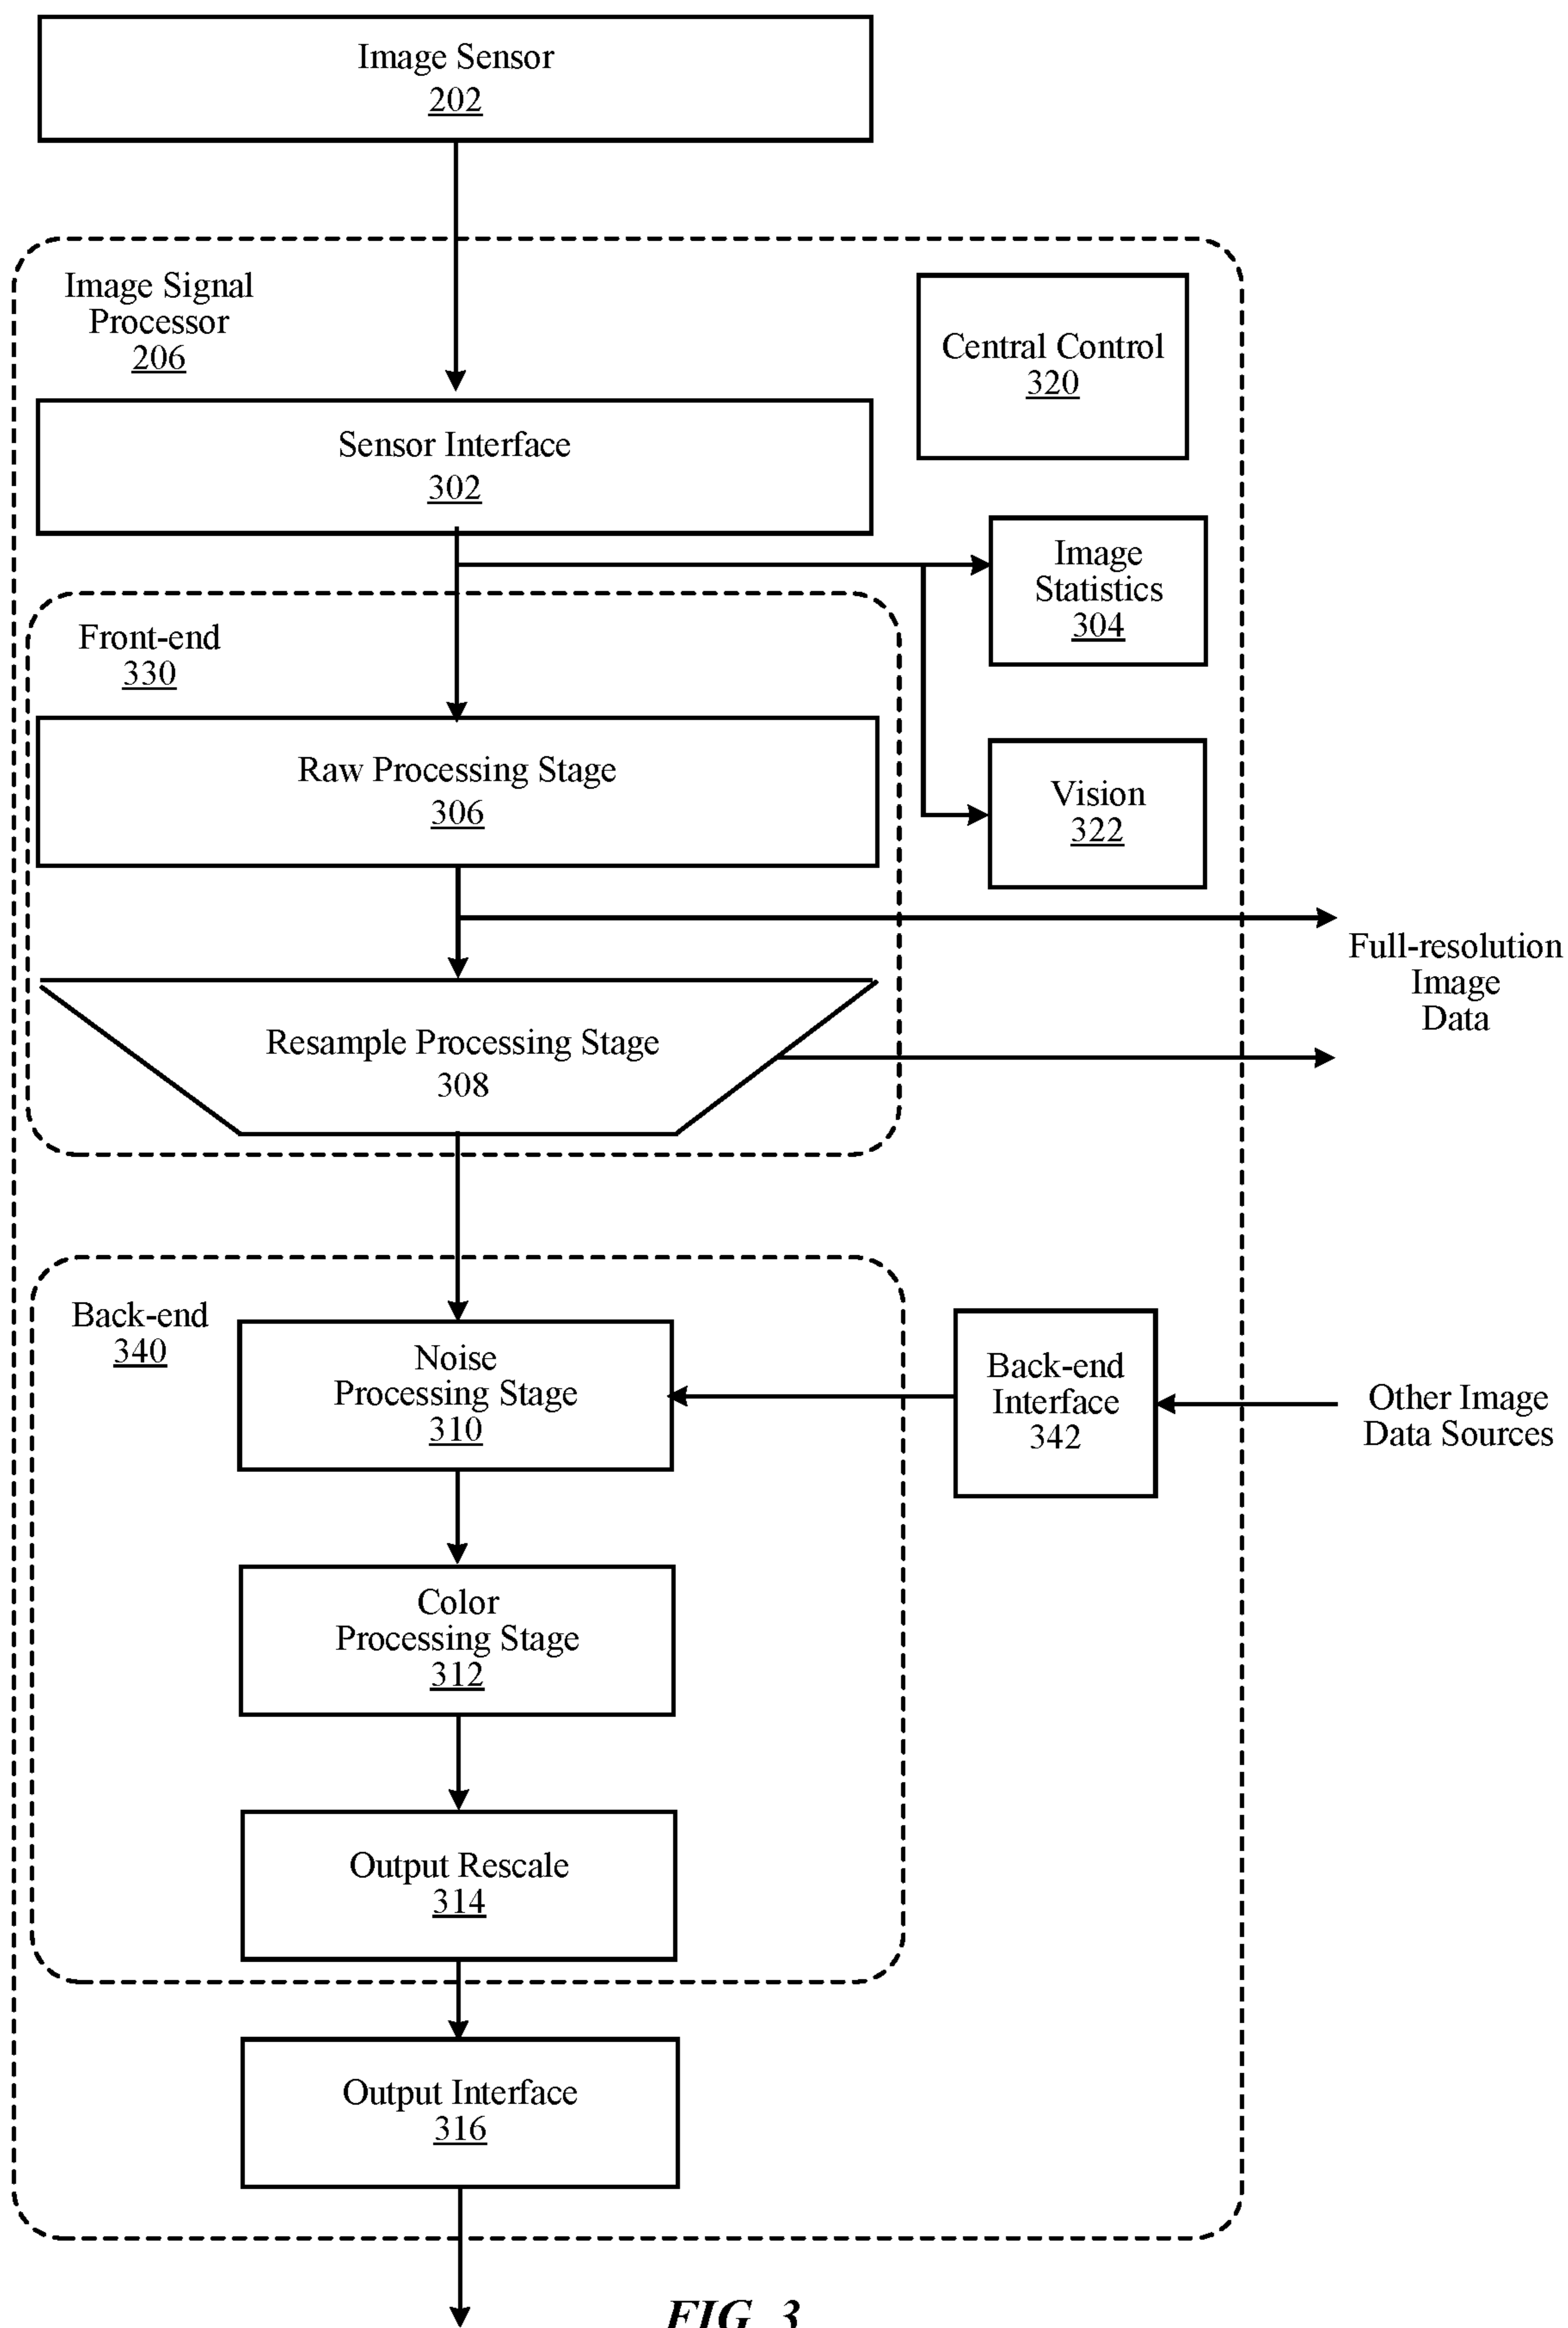 Image Sensor
202
Image Signal
Processor
206
Central Control
320
Sensor Interface
302
Image
Statistics
304
Front-end
330
Raw Processing Stage
306
Vision
322
Full-resolution
Image
Data
Resample Processing Stage
308
Back-end
340
Noise
Processing Stage
310
Back-end
Interface
342
Other Image
Data Sources
Color
Processing Stage
312
Output Rescale
314
Output Interface
316
FIG. 3